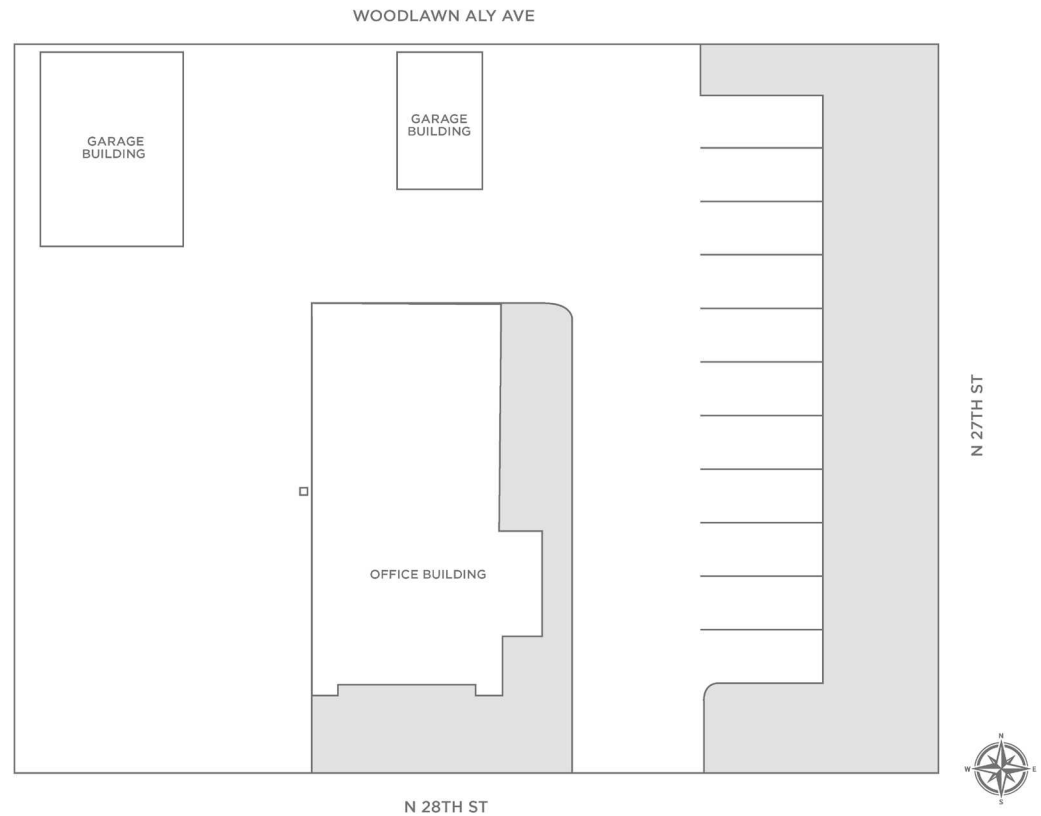 WOODLAWN ALY AVE
GARAGE
BUILDING
GARAGE
BUILDING
N 27TH ST
OFFICE BUILDING
N
W
E
S
N 28TH ST